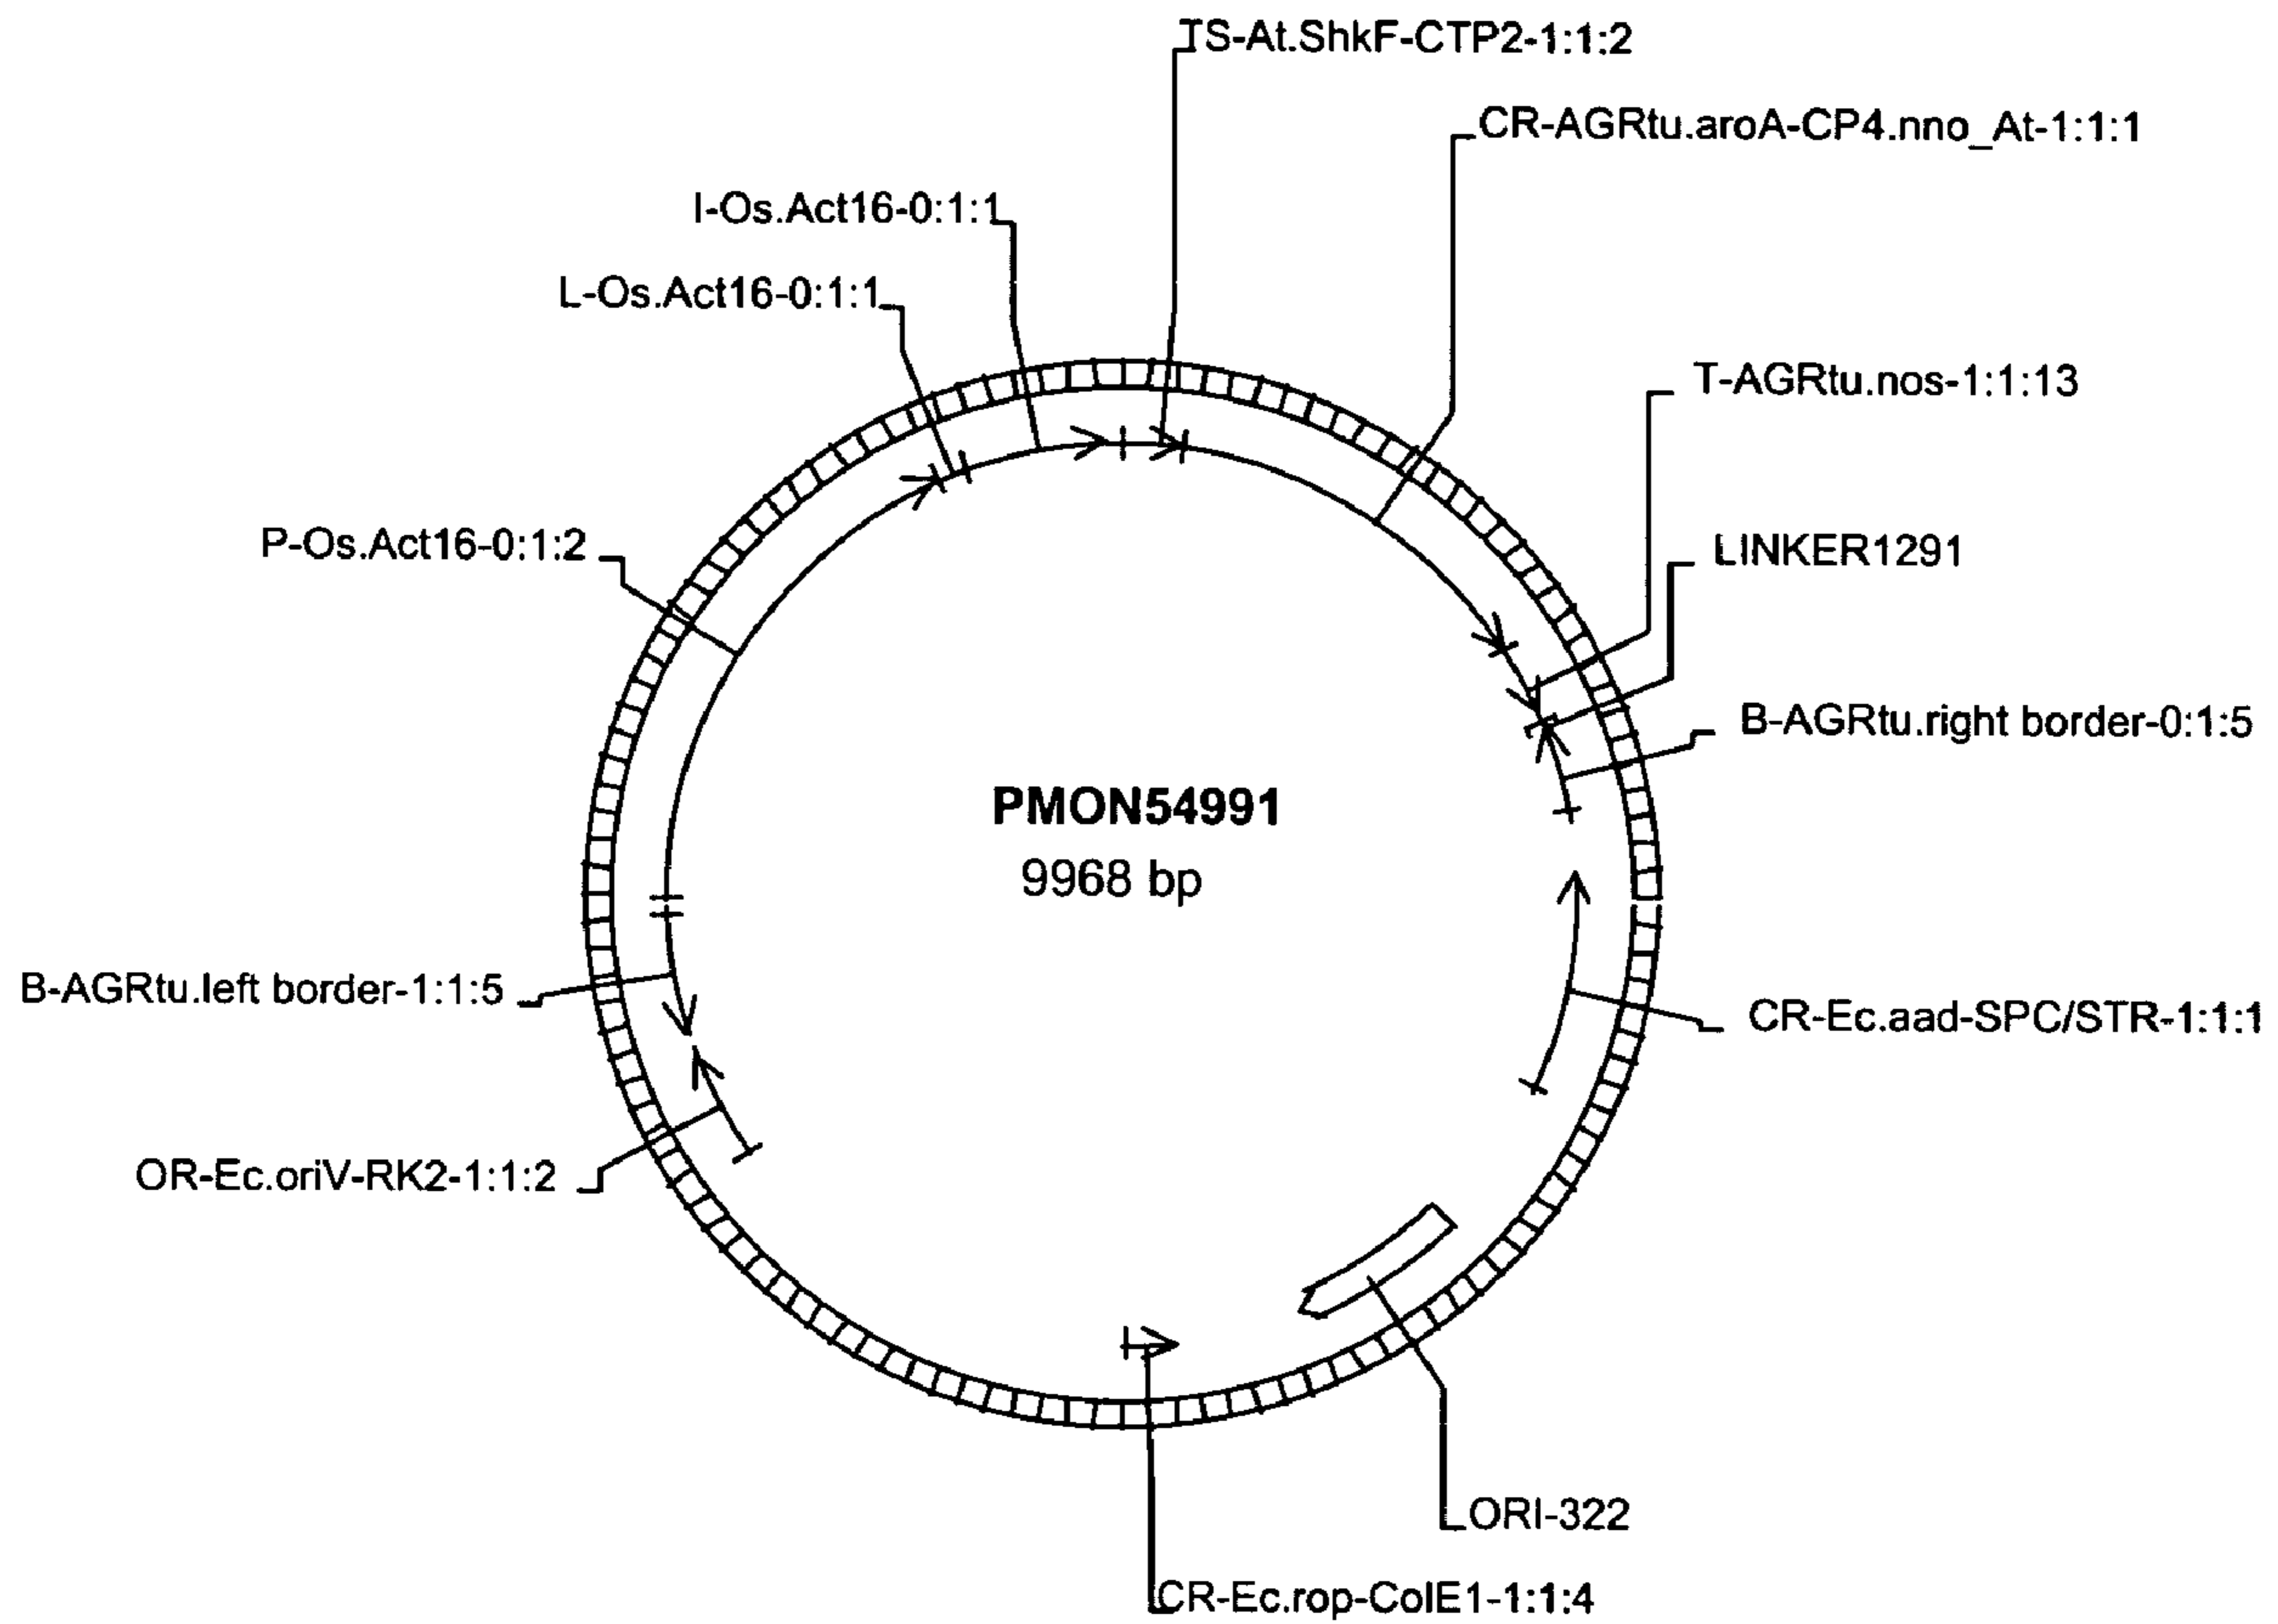 TS-At.ShkF-CTP2-1:1:2
CR-AGRtu.aroA-CP4.nno_At-1:1:1
I-Os.Act16-0:1:1
L-Os.Act16-0:1:1
T-AGRtu.nos-1:1:13
P-Os.Act16-0:1:2
LINKER1291
B-AGRtu.right border-0:1:5
PMON54991
9968 bp
B-AGRtu.left border-1:1:5
CR-Ec.aad-SPC/STR-1:1:1
OR-Ec.oriV-RK2-1:1:2
ORI-322
CR-Ec.rop-ColE1-1:1:4